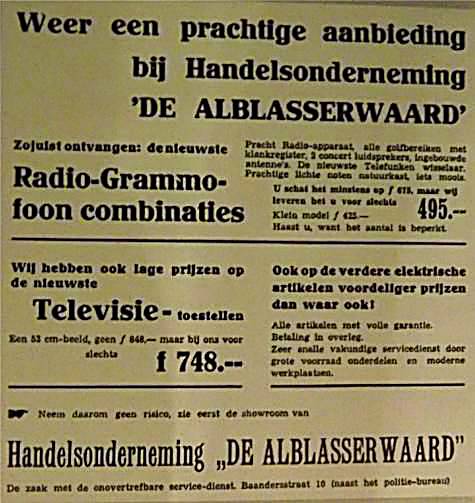 Weer een prachtige aanbieding
bij Handelsonderneming
'DE ALBLASSERWAARD'
Zojuist ontvangen: de nieuwste
Radio-Grammo-
foon combinaties
Pracht Radio-apparaat, alle golfbereiken met
klankregister, 2 concert luidsprekers, ingebouwde
antenne's. De nieuwste Telefunken wisselaar.
Prachtige lichte noten natuurkast, iets moois.
U schat het minstens op f 675, maar wij
leveren het u voor slechts 495.—
Klein model f 425.—
Haast u, want het aantal is beperkt.
Wij hebben ook lage prijzen op
de nieuwste
Televisie - toestellen
Een 53 cm-beeld, geen f 848,— maar bij ons voor
slechts f 748.--
Ook op de verdere elektrische
artikelen voordeliger prijzen
dan waar ook!
Alle artikelen met volle garantie.
Betaling in overleg.
Zeer snelle vakkundige servicedienst door
grote voorraad onderdelen en moderne
werkplaatsen.
☛ Neem daarom geen risico, zie eerst de showroom van
Handelsonderneming „DE ALBLASSERWAARD"
De zaak met de onovertrefbare service-dienst. Baanderstraat 10 (naast het politie-bureau)